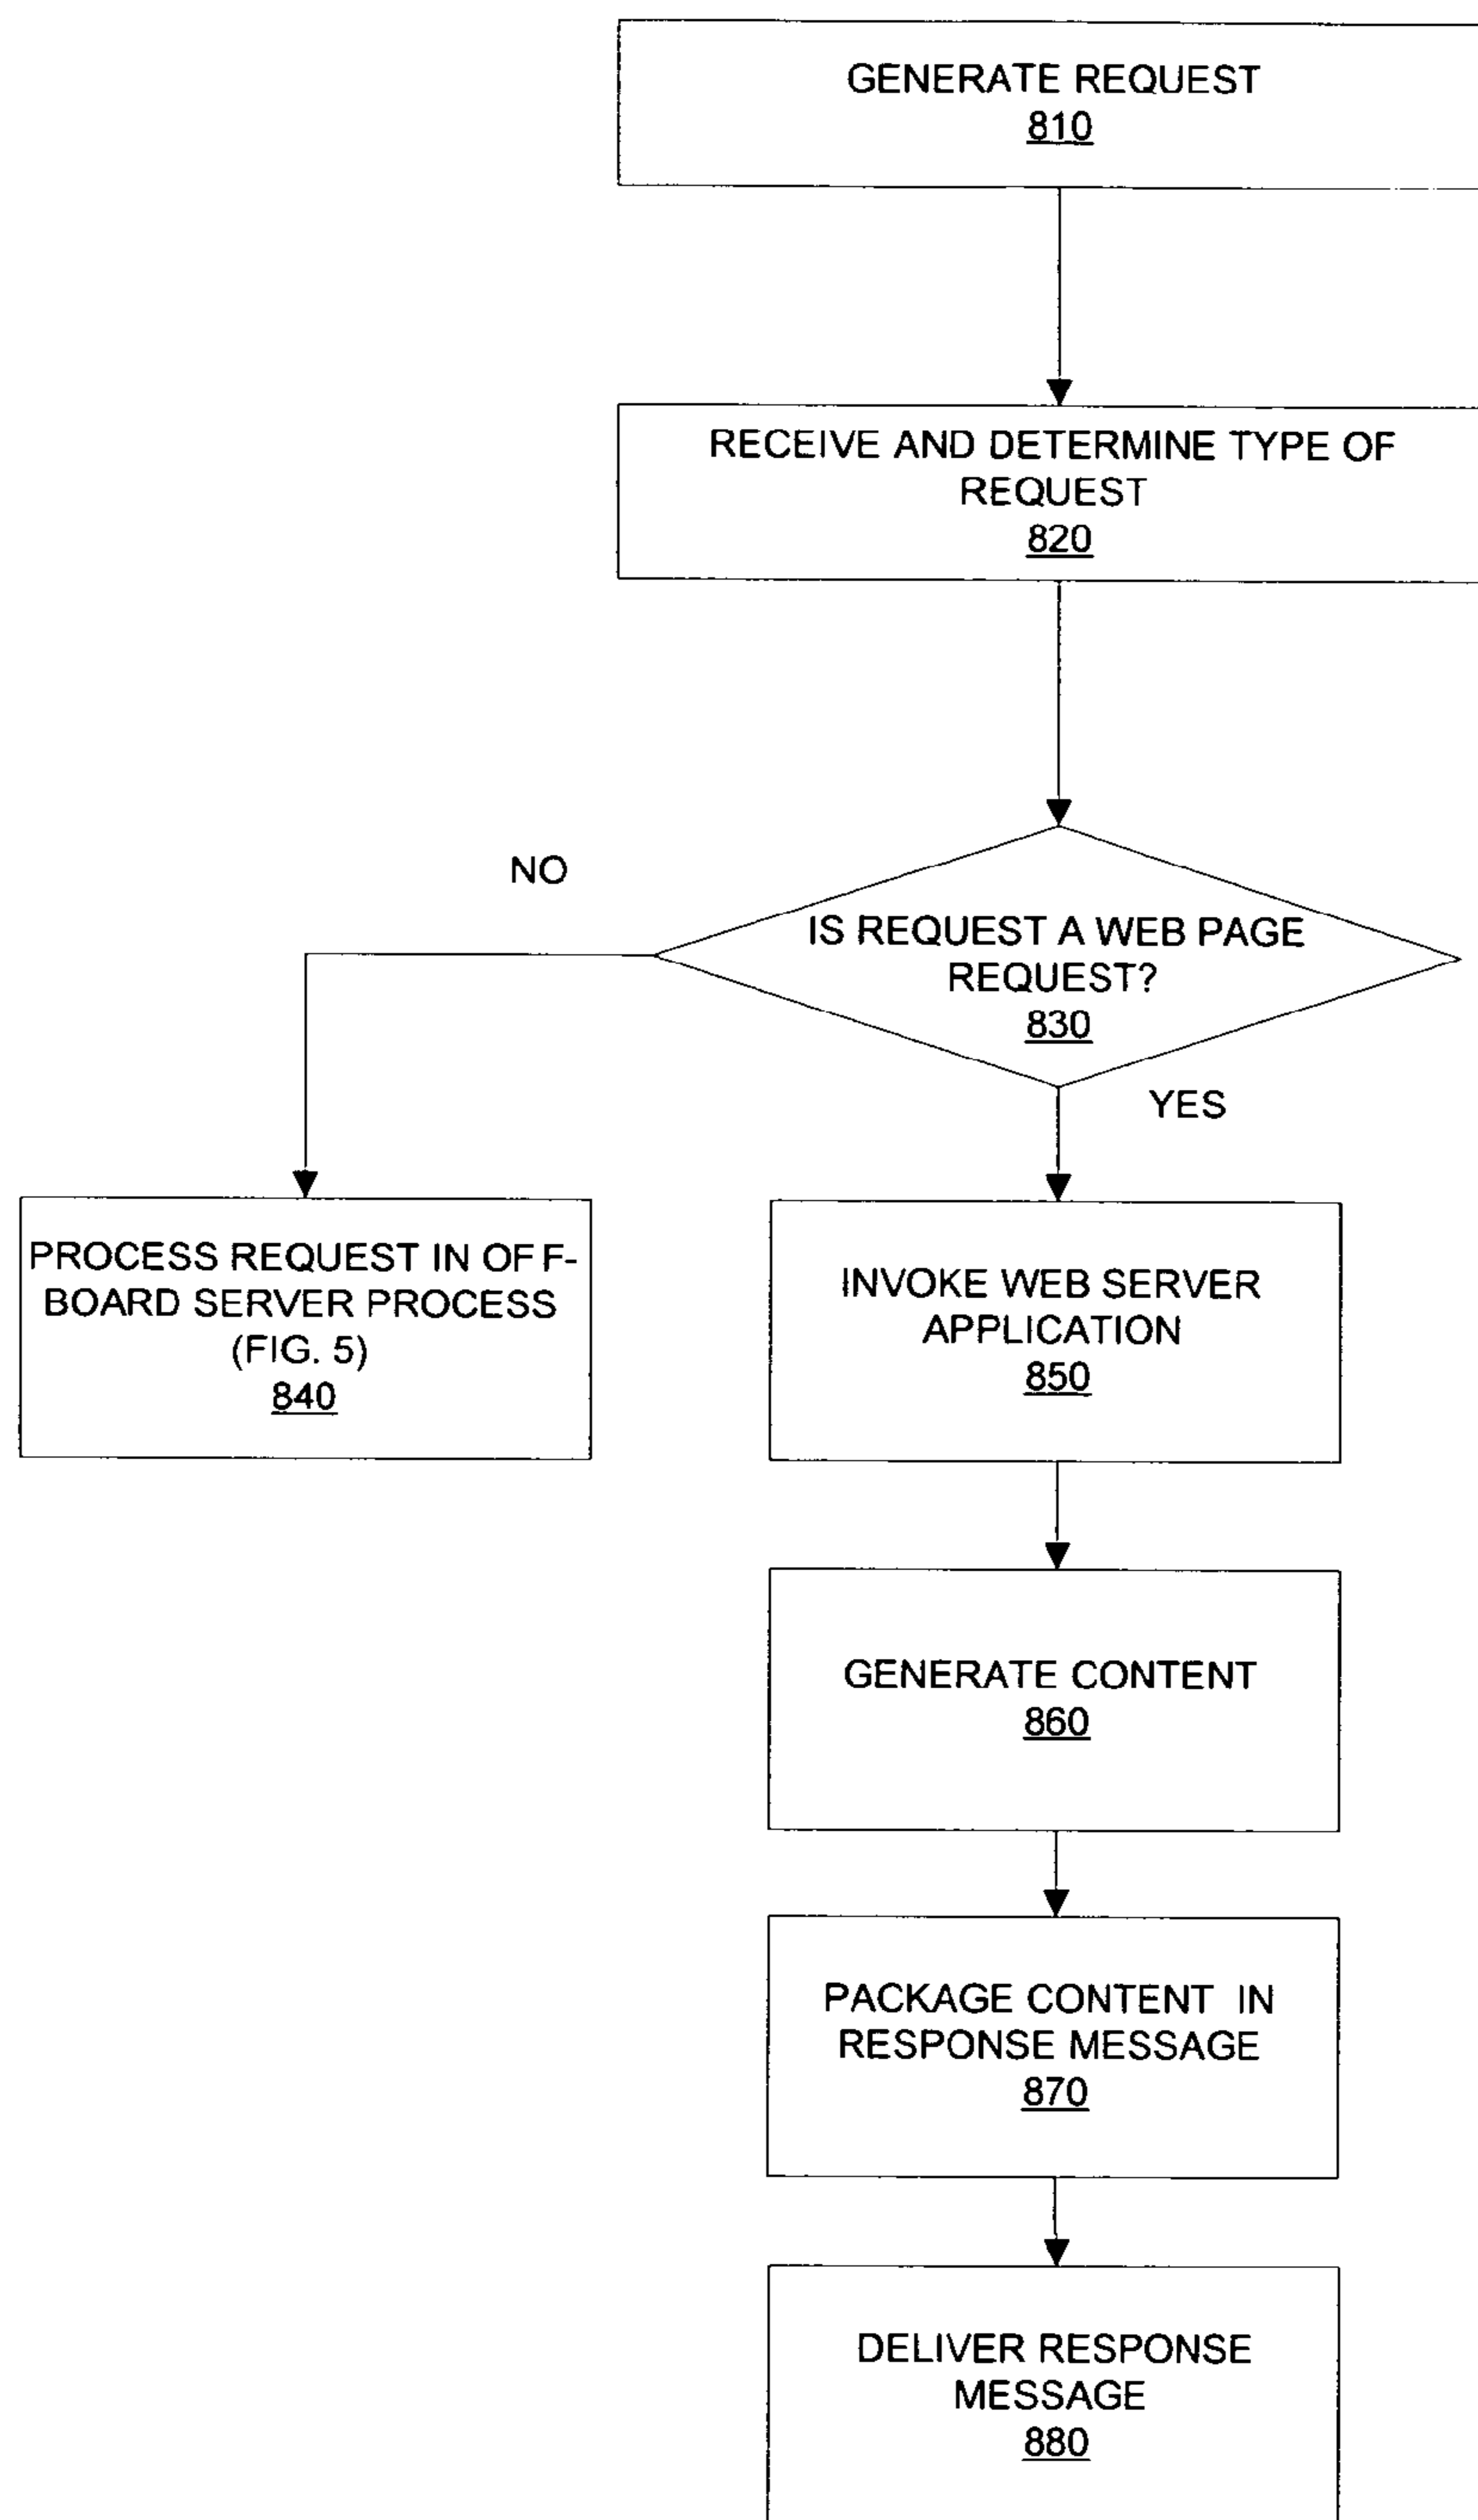 GENERATE REQUEST
810
RECEIVE AND DETERMINE TYPE OF
REQUEST
820
NO
IS REQUEST A WEB PAGE
REQUEST?
830
YES
PROCESS REQUEST IN OFF-
BOARD SERVER PROCESS
(FIG. 5)
840
INVOKE WEB SERVER
APPLICATION
850
GENERATE CONTENT
860
PACKAGE CONTENT IN
RESPONSE MESSAGE
870
DELIVER RESPONSE
MESSAGE
880